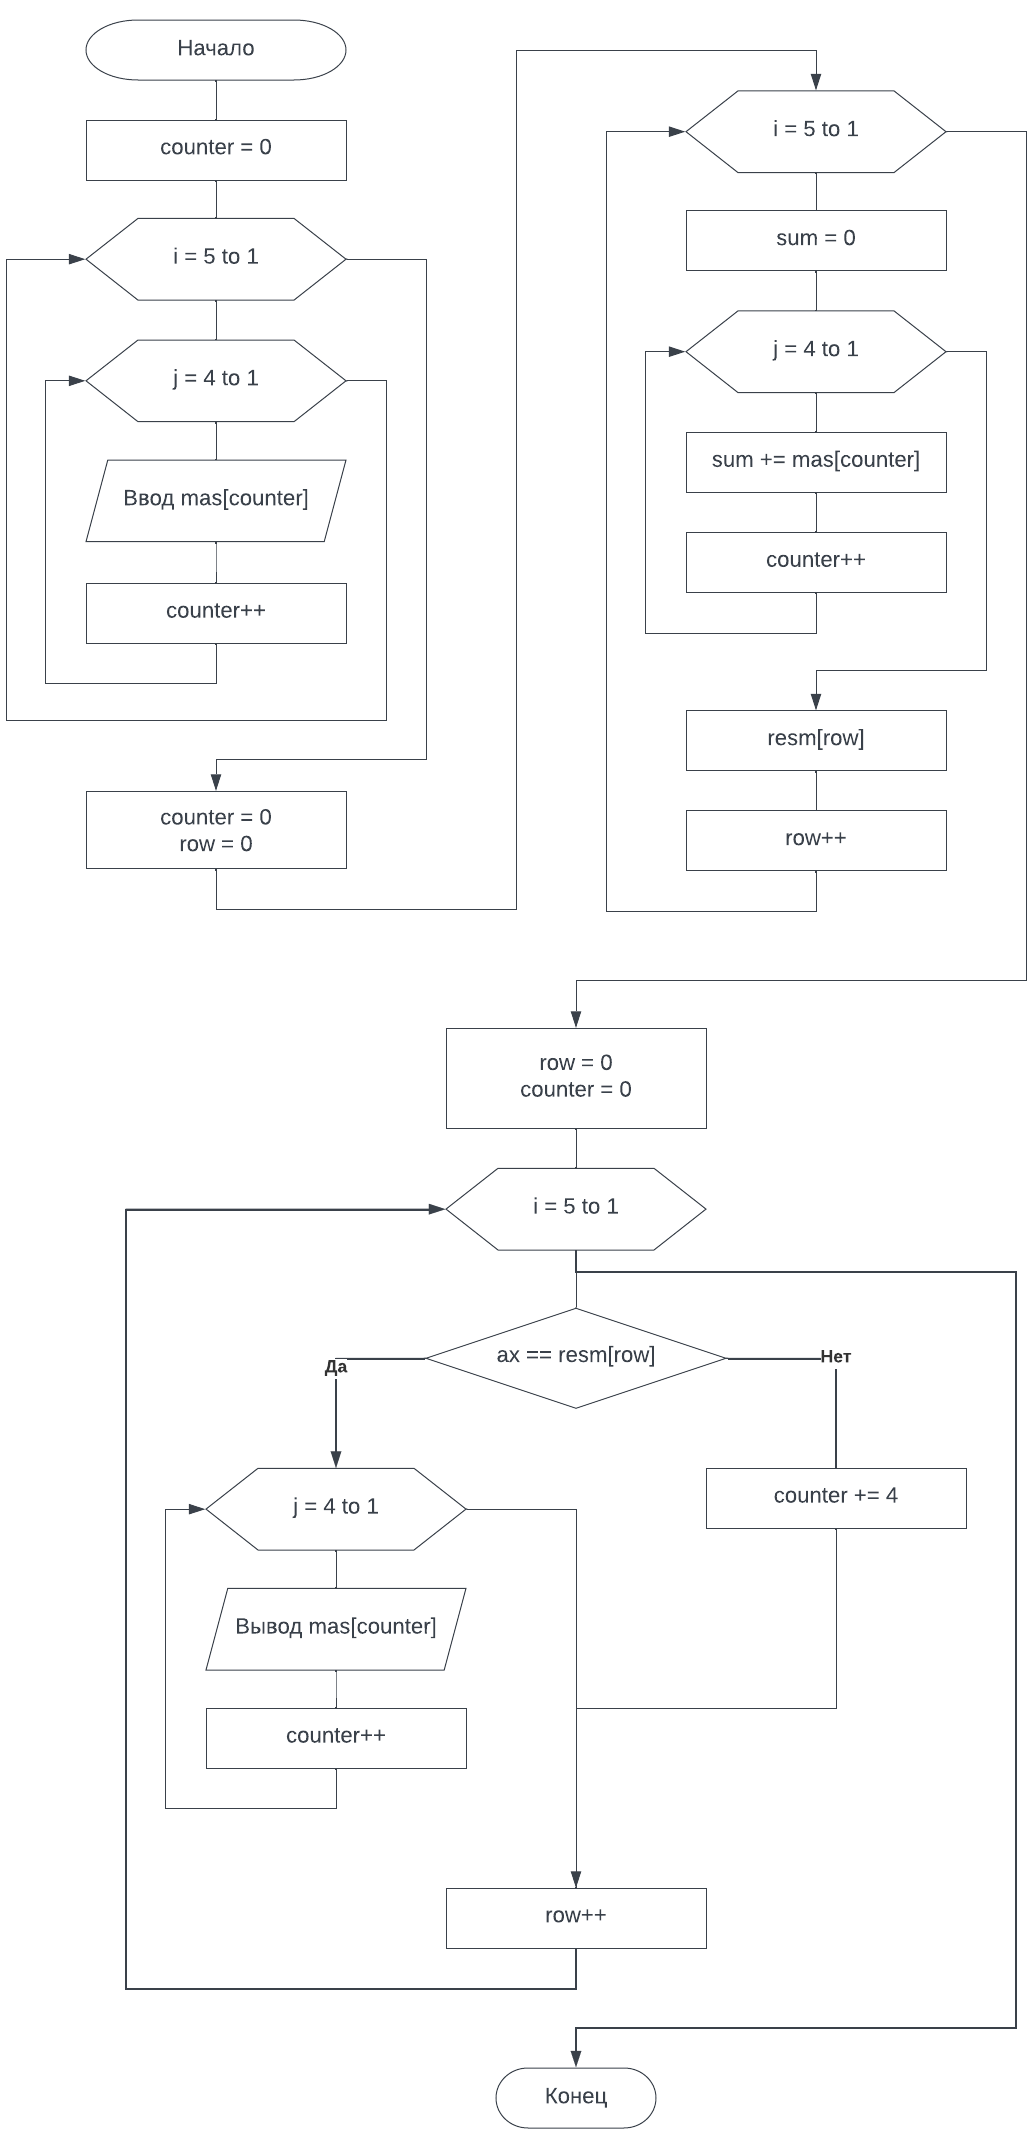 Начало
counter = 0
i = 5 to 1
j = 4 to 1
Ввод mas[counter]
counter++
counter = 0
row = 0
i = 5 to 1
sum = 0
j = 4 to 1
sum += mas[counter]
counter++
resm[row]
row++
row = 0
counter = 0
i = 5 to 1
ax == resm[row]
Да
Нет
j = 4 to 1
counter += 4
Вывод mas[counter]
counter++
row++
Конец